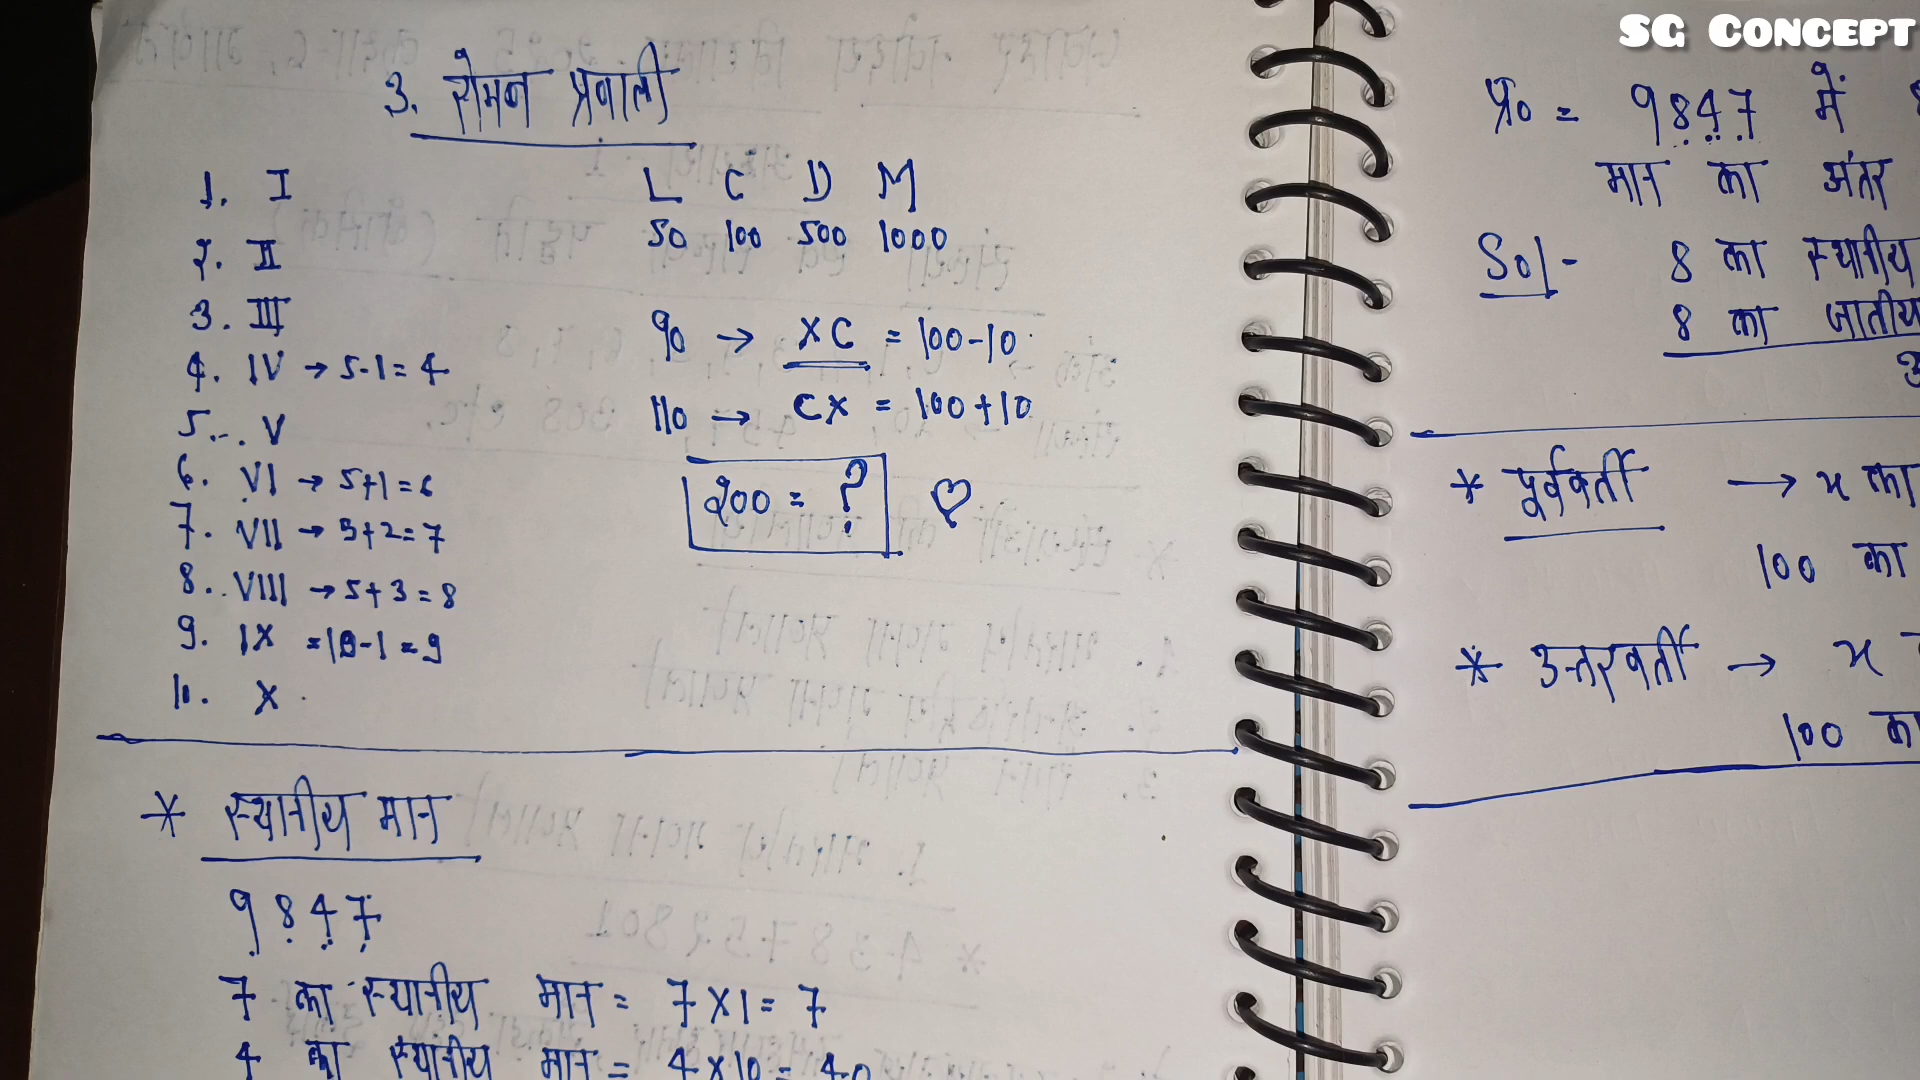 SG CONCEPT
3. रोमन प्रणाली
1. I
2. II
3. III
4. IV → 5-1=4
5... V
6. VI → 5+1=6
7. VII → 5+2=7
8... VIII → 5+3=8
9. IX =10-1=9
10. X
L C D M
50 100 500 1000
90 → XC = 100-10
110 → CX = 100+10
200 = ?
* स्थानीय मान
9847
7 का स्थानीय मान = 7×1= 7
4 का स्थानीय मान = 4×10 = 40
प्र० = 9847 में
मान का अंतर
Sol- 8 का स्थानीय
8 का जातीय
* पूर्ववर्ती → x का
100 का
* उत्तरवर्ती → x
100 का